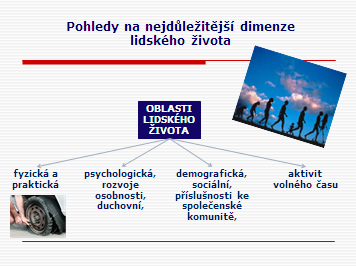 Pohledy na nejdůležitější dimenze
lidského života
OBLASTI
LIDSKÉHO
ŽIVOTA
fyzická a
praktická
psychologická,
rozvoje
osobnosti,
duchovní,
demografická,
sociální,
příslušnosti ke
společenské
komunitě,
aktivit
volného času